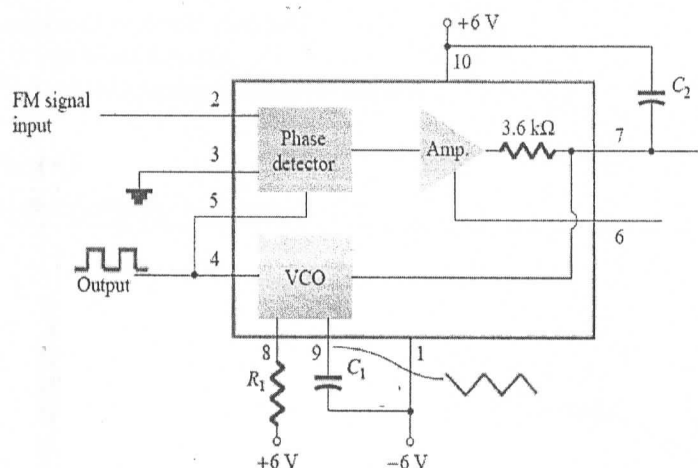 +6 V
10
C2
FM signal
input
2
3.6 kΩ
7
Phase
detector
Amp.
3
5
6
4
VCO
Output
8
9
1
R1
C1
+6 V
−6 V